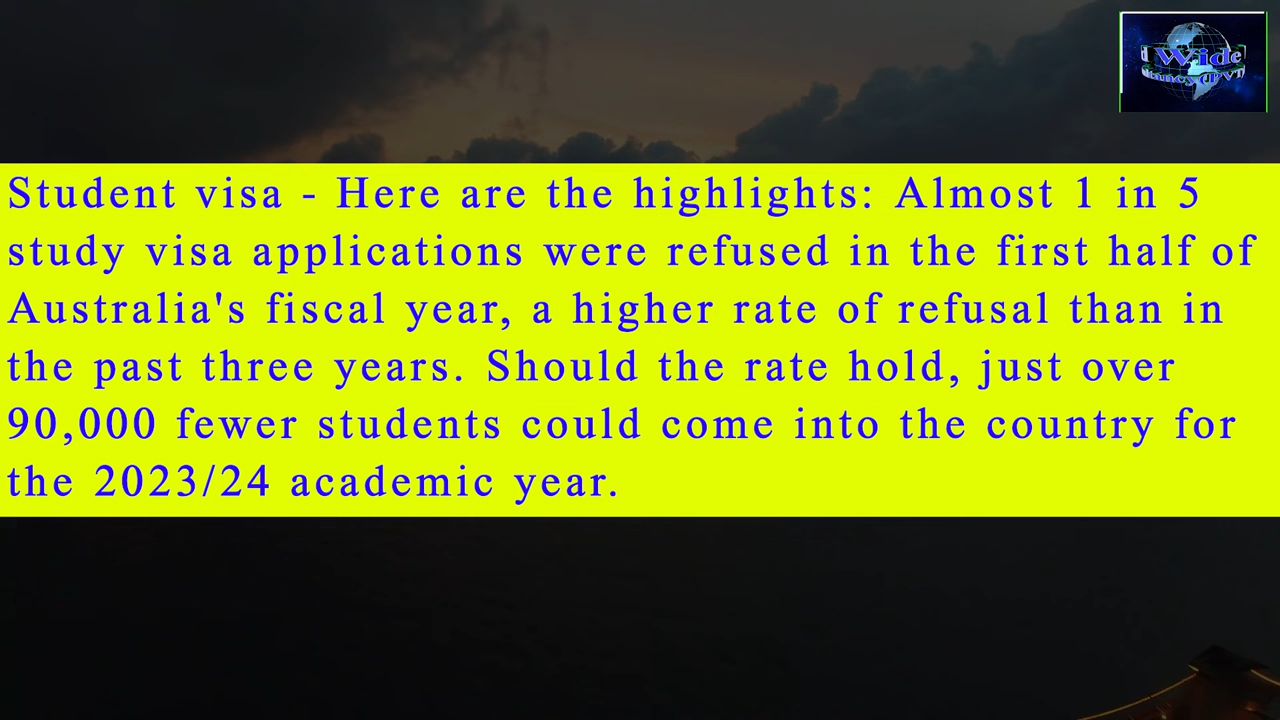 Wide
Student visa - Here are the highlights: Almost 1 in 5
study visa applications were refused in the first half of
Australia's fiscal year, a higher rate of refusal than in
the past three years. Should the rate hold, just over
90,000 fewer students could come into the country for
the 2023/24 academic year.